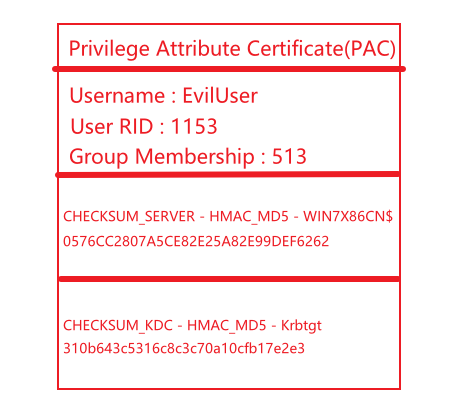 Privilege Attribute Certificate(PAC)
Username : EvilUser
User RID : 1153
Group Membership : 513
CHECKSUM_SERVER - HMAC_MD5 - WIN7X86CN$
0576CC2807A5CE82E25A82E99DEF6262
CHECKSUM_KDC - HMAC_MD5 - Krbtgt
310b643c5316c8c3c70a10cfb17e2e3